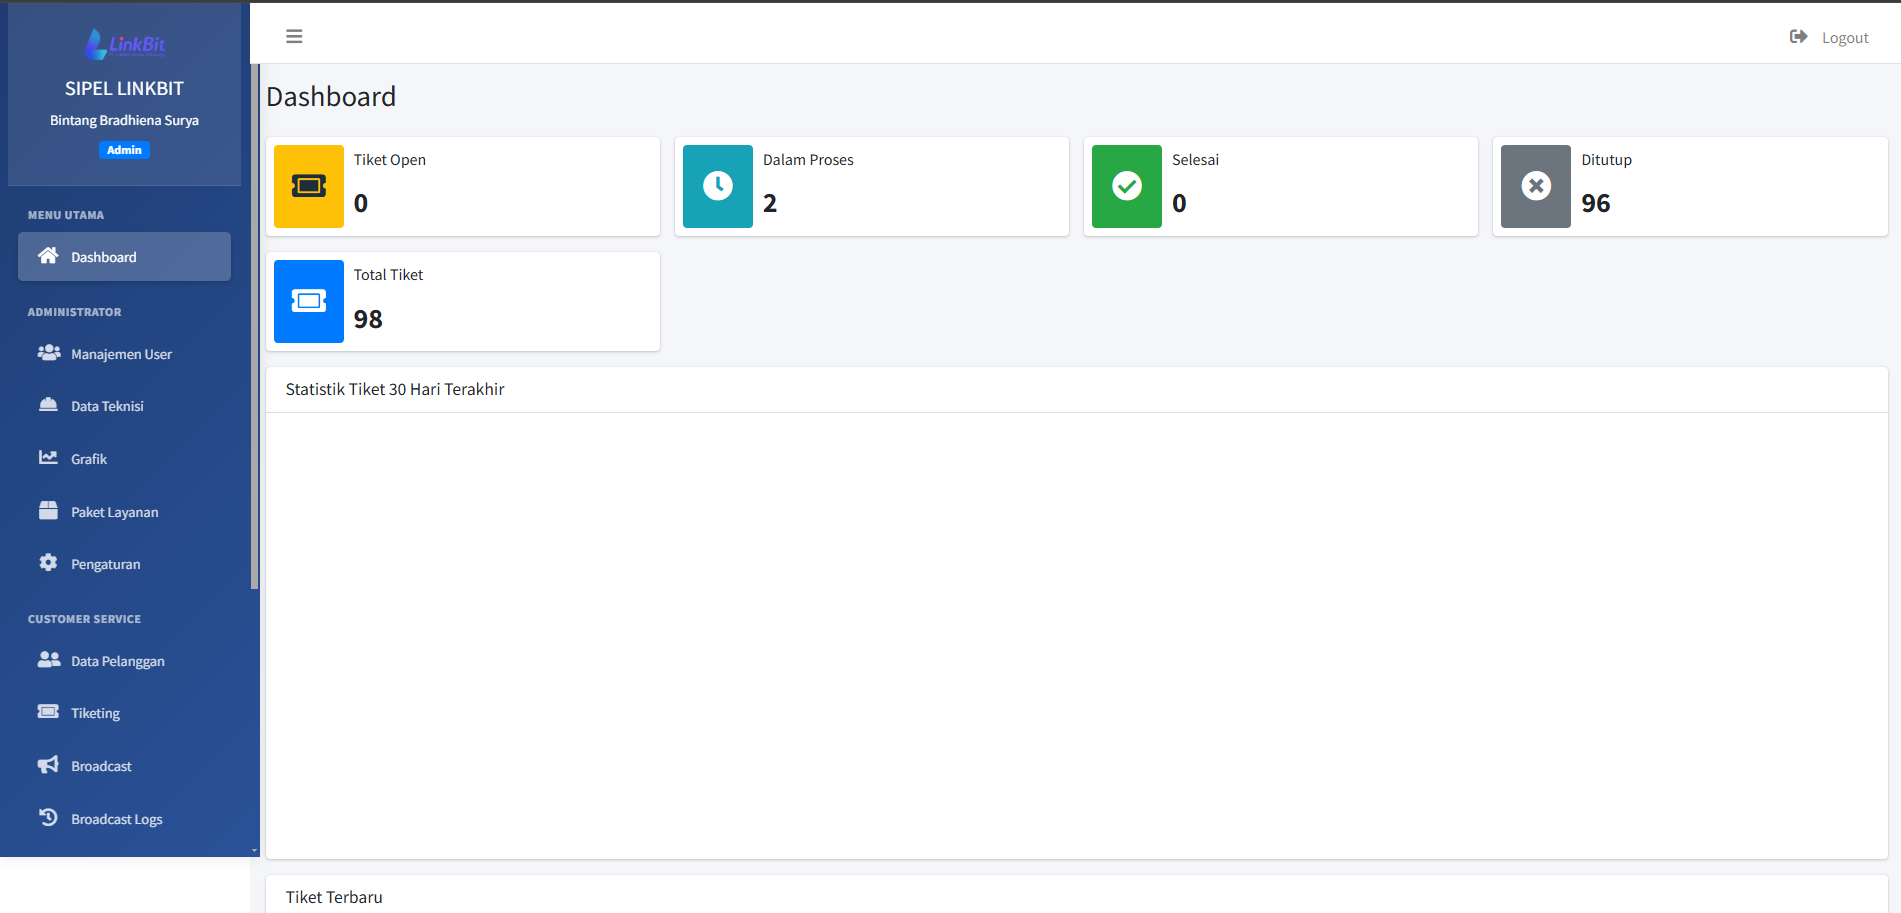 LinkBit
SIPEL LINKBIT
Bintang Bradhiena Surya
Admin
MENU UTAMA
Dashboard
ADMINISTRATOR
Manajemen User
Data Teknisi
Grafik
Paket Layanan
Pengaturan
CUSTOMER SERVICE
Data Pelanggan
Tiketing
Broadcast
Broadcast Logs
Logout
Dashboard
Tiket Open
0
Dalam Proses
2
Selesai
0
Ditutup
96
Total Tiket
98
Statistik Tiket 30 Hari Terakhir
Tiket Terbaru